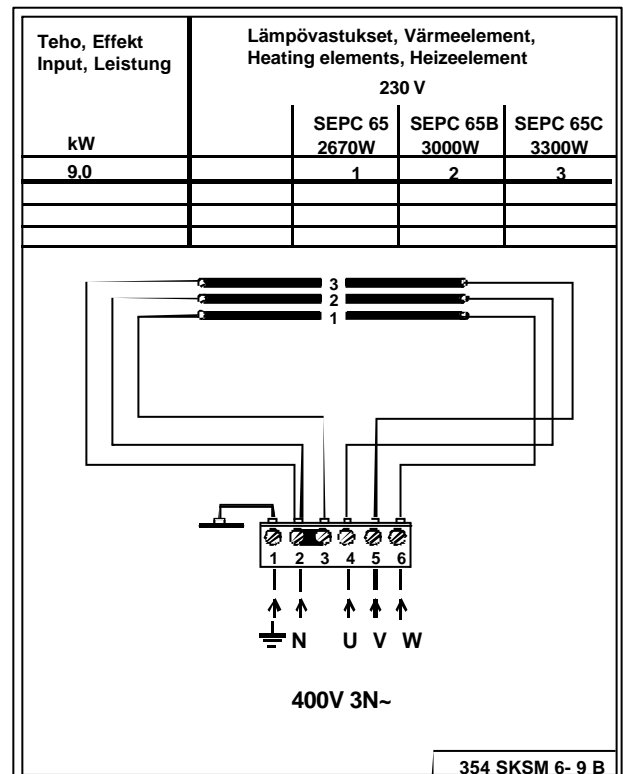 Teho, Effekt
Input, Leistung
Lämpövastukset, Värmeelement,
Heating elements, Heizeelement
230 V
kW
SEPC 65
2670W
SEPC 65B
3000W
SEPC 65C
3300W
9,0 1 2 3
3
2
1
1 2 3 4 5 6
N U V W
400V 3N~
354 SKSM 6- 9 B